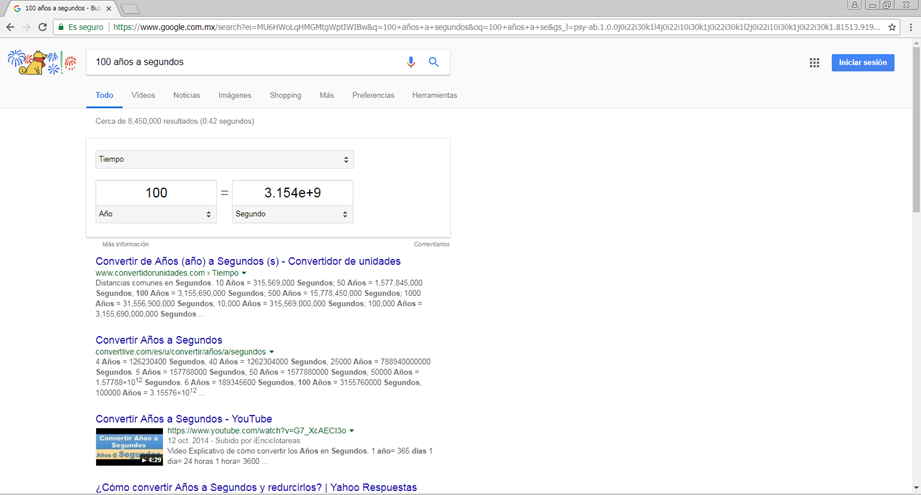 100 años a segundos - Bus
Es seguro
https://www.google.com.mx/search?ei=MU6HWoLqHMGMtgWptIWIBw&q=100+años+a+segundos&oq=100+años+a+se&gs_l=psy-ab.1.0.0j0i22i30k1l4j0i22i10i30k1j0i22i30k1l2j0i22i10i30k1j0i22i30k1.81513.919...
100 años a segundos
Iniciar sesión
Todo Vídeos Noticias Imágenes Shopping Más Preferencias Herramientas
Cerca de 8,450,000 resultados (0.42 segundos)
Tiempo
100 = 3.154e+9
Año Segundo
Más información Comentarios
Convertir de Años (año) a Segundos (s) - Convertidor de unidades
www.convertidorunidades.com › Tiempo
Distancias comunes en Segundos. 10 Años = 315,569,000 Segundos; 50 Años = 1,577,845,000
Segundos; 100 Años = 3,155,690,000 Segundos; 500 Años = 15,778,450,000 Segundos; 1000
Años = 31,556,900,000 Segundos; 10,000 Años = 315,569,000,000 Segundos; 100,000 Años =
3,155,690,000,000 Segundos ...
Convertir Años a Segundos
convertlive.com/es/u/convertir/años/a/segundos
4 Años = 126230400 Segundos, 40 Años = 1262304000 Segundos, 25000 Años = 788940000000
Segundos. 5 Años = 157788000 Segundos, 50 Años = 1577880000 Segundos, 50000 Años =
1.57788×10¹² Segundos. 6 Años = 189345600 Segundos, 100 Años = 3155760000 Segundos,
100000 Años = 3.15576×10¹² ...
Convertir Años a Segundos - YouTube
https://www.youtube.com/watch?v=G7_XcAECI3o
12 oct. 2014 - Subido por iEnciclotareas
Video Explicativo de cómo convertir los Años en Segundos. 1 año= 365 dias 1
dia= 24 horas 1 hora= 3600 ...
Convertir Años a
Segundos
Años a Segundos
4:29
¿Cómo convertir Años a Segundos y redurcirlos? | Yahoo Respuestas